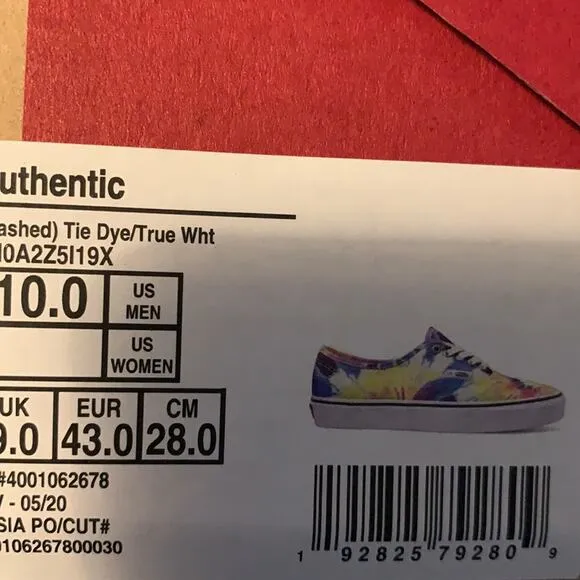 uthentic
ashed) Tie Dye/True Wht
0A2Z5I19X
10.0 US MEN
US WOMEN
UK EUR CM
9.0 43.0 28.0
#4001062678
- 05/20
SIA PO/CUT#
0106267800030
1 92825 79280 9